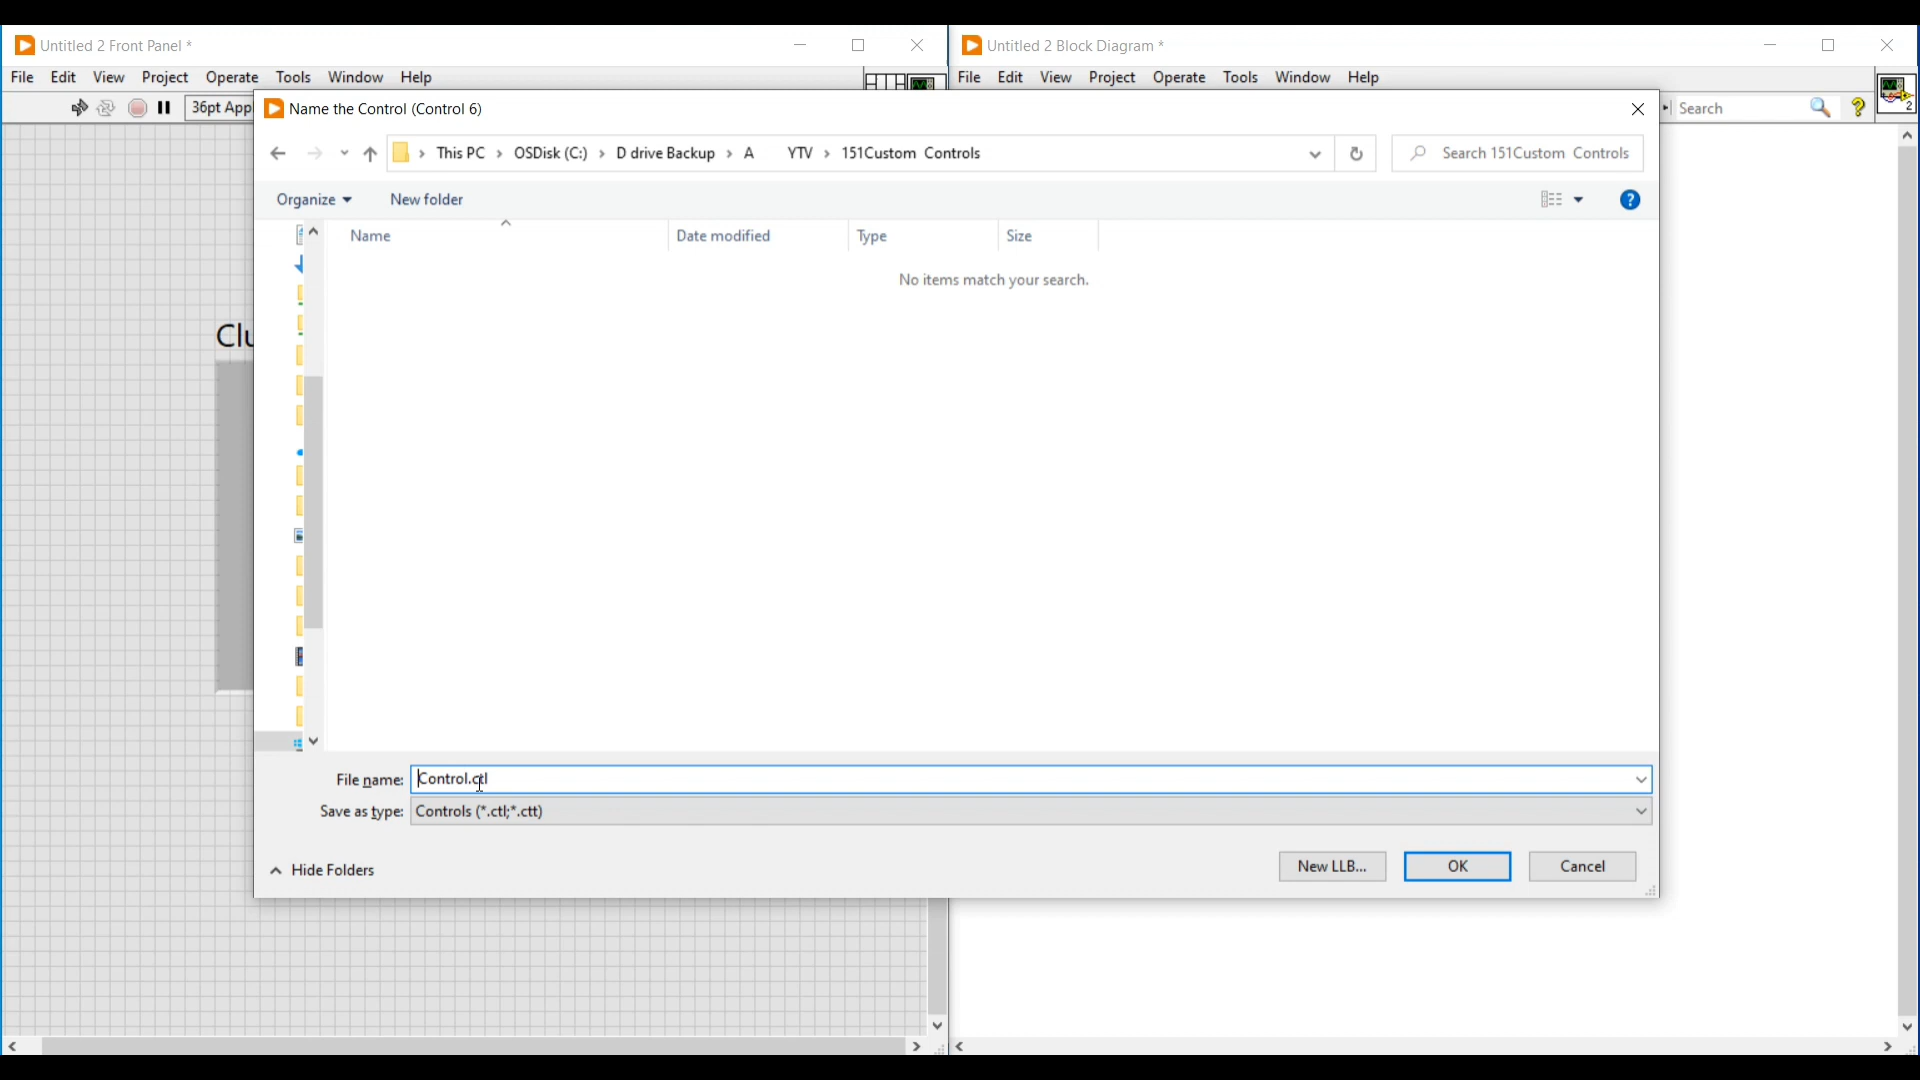 Untitled 2 Front Panel *
Untitled 2 Block Diagram *
File Edit View Project Operate Tools Window Help
File Edit View Project Operate Tools Window Help
36pt Appl
Search
2
Name the Control (Control 6)
This PC › OSDisk (C:) › D drive Backup › A YTV › 151Custom Controls
Search 151Custom Controls
Organize New folder
Name Date modified Type Size
No items match your search.
Clu
File name: Control.ctl
Save as type: Controls (*.ctl;*.ctt)
Hide Folders
New LLB... OK Cancel